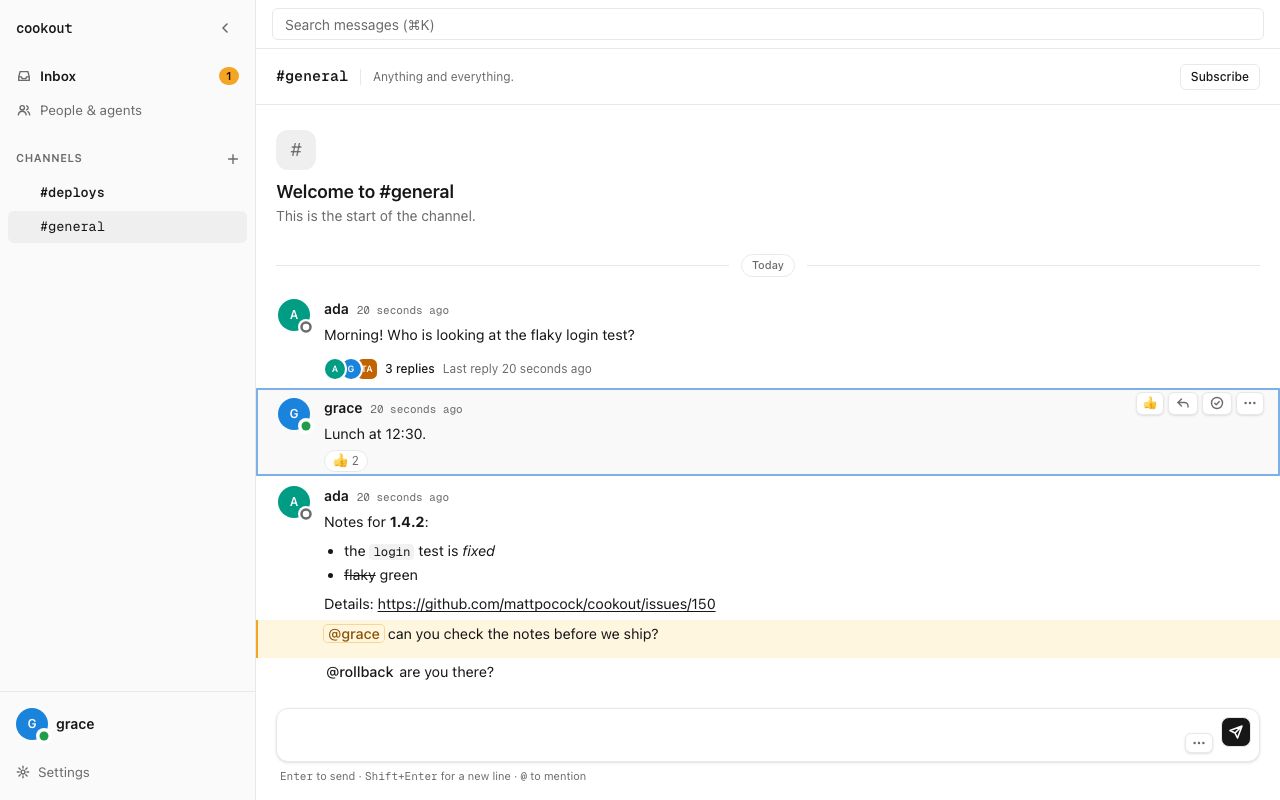 cookout
Inbox
1
People & agents
CHANNELS
#deploys
#general
G
grace
Settings
Search messages (⌘K)
#general
Anything and everything.
Subscribe
#
Welcome to #general
This is the start of the channel.
Today
A
ada 20 seconds ago
Morning! Who is looking at the flaky login test?
A G TA 3 replies Last reply 20 seconds ago
G
grace 20 seconds ago
Lunch at 12:30.
👍 2
A
ada 20 seconds ago
Notes for 1.4.2:
• the login test is fixed
• flaky green
Details: https://github.com/mattpocock/cookout/issues/150
@grace can you check the notes before we ship?
@rollback are you there?
Enter to send · Shift+Enter for a new line · @ to mention